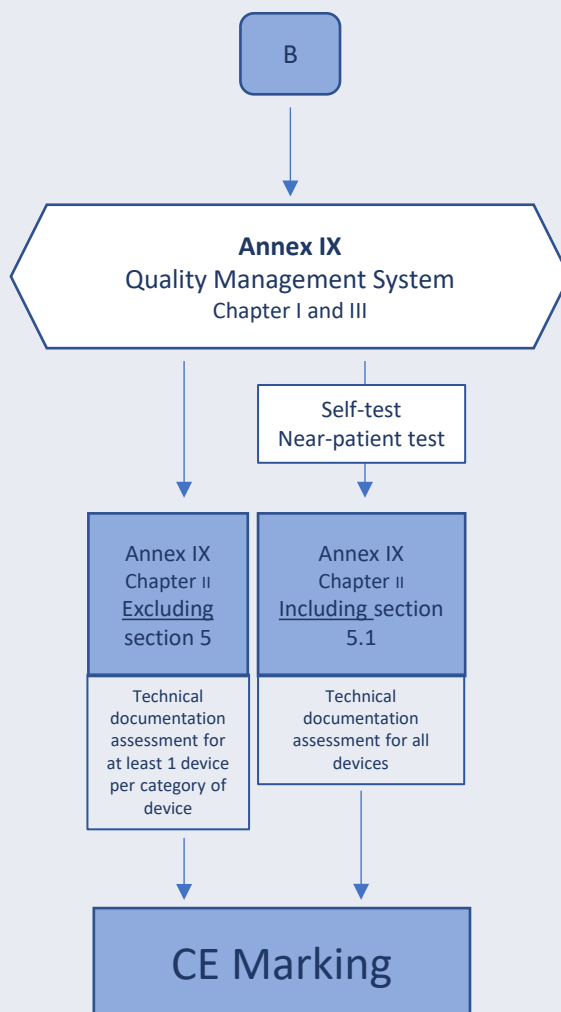 B
Annex IX
Quality Management System
Chapter I and III
Self-test
Near-patient test
Annex IX
Chapter II
Excluding
section 5
Technical
documentation
assessment for
at least 1 device
per category of
device
Annex IX
Chapter II
Including section
5.1
Technical
documentation
assessment for all
devices
CE Marking